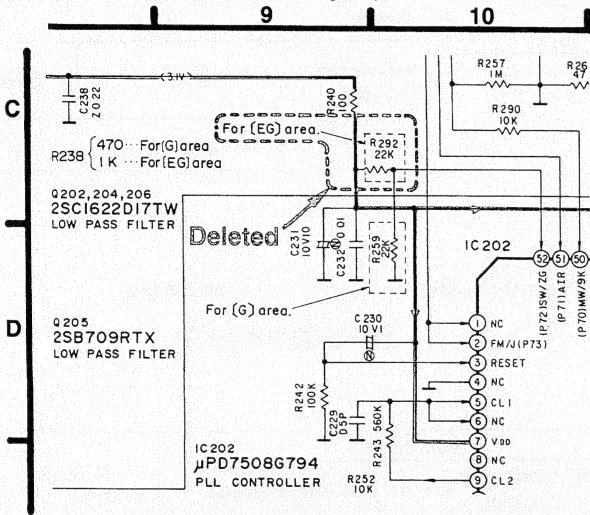 9
10
C
D
(3.1V)
C238
Z 0.22
R240
100
R257
1M
R26
47
R290
10K
For (EG) area.
R292
22K
R238 { 470···For(G)area
1K ···For(EG)area
Q202,204,206
2SC1622D17TW
LOW PASS FILTER
Deleted
C231
10V10
C232
0.01
R259
22K
IC202
52
51
50
(P72)SW/ZG
(P71)AIR
(P70)MW/9K
For (G) area.
Q205
2SB709RTX
LOW PASS FILTER
C230
10V1
N
N
1 NC
2 FM/J(P73)
3 RESET
4 NC
5 CL1
6 NC
7 VDD
8 NC
9 CL2
R242
100K
C229
D5P
R243 560K
R252
10K
IC202
µPD7508G794
PLL CONTROLLER